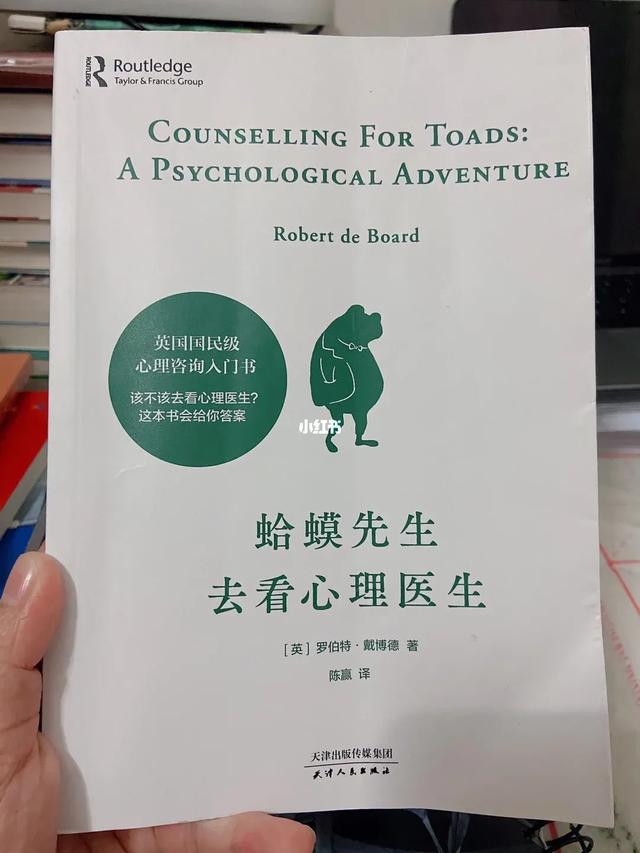 ROUTLEDGE
Routledge
Taylor & Francis Group
COUNSELLING FOR TOADS:
A PSYCHOLOGICAL ADVENTURE
Robert de Board
英国国民级
心理咨询入门书
该不该去看心理医生?
这本书会给你答案
小红书
蛤蟆先生
去看心理医生
[英] 罗伯特·戴博德 著
陈赢 译
天津出版传媒集团
天津人民出版社